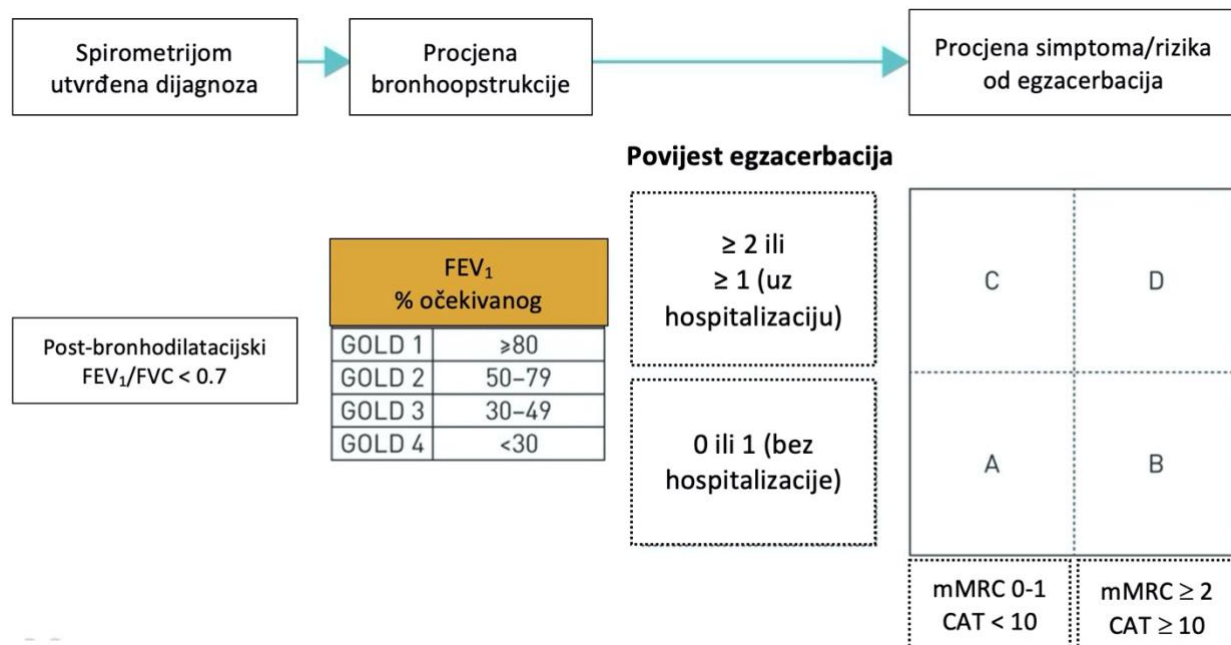 Spirometrijom
utvrđena dijagnoza
Procjena
bronhoopstrukcije
Procjena simptoma/rizika
od egzacerbacija
Povijest egzacerbacija
FEV₁
% očekivanog
GOLD 1 ≥80
GOLD 2 50–79
GOLD 3 30–49
GOLD 4 <30
Post-bronhodilatacijski
FEV₁/FVC < 0.7
≥ 2 ili
≥ 1 (uz
hospitalizaciju)
0 ili 1 (bez
hospitalizacije)
C D
A B
mMRC 0-1
CAT < 10
mMRC ≥ 2
CAT ≥ 10